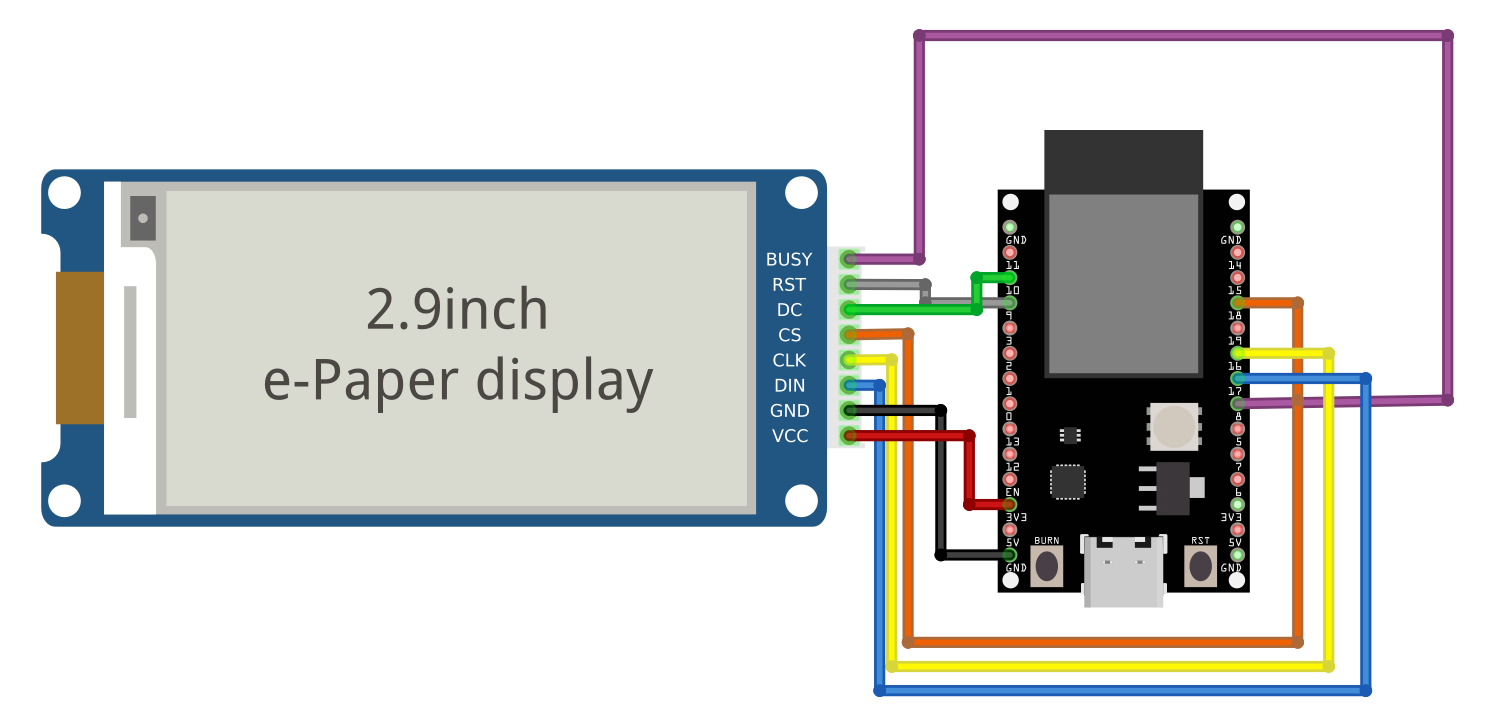 2.9inch
e-Paper display
BUSY
RST
DC
CS
CLK
DIN
GND
VCC
GND
11
10
9
3
2
1
0
13
12
EN
3V3
5V
GND
BURN
RST
GND
14
15
18
19
16
17
8
5
7
6
3V3
5V
GND